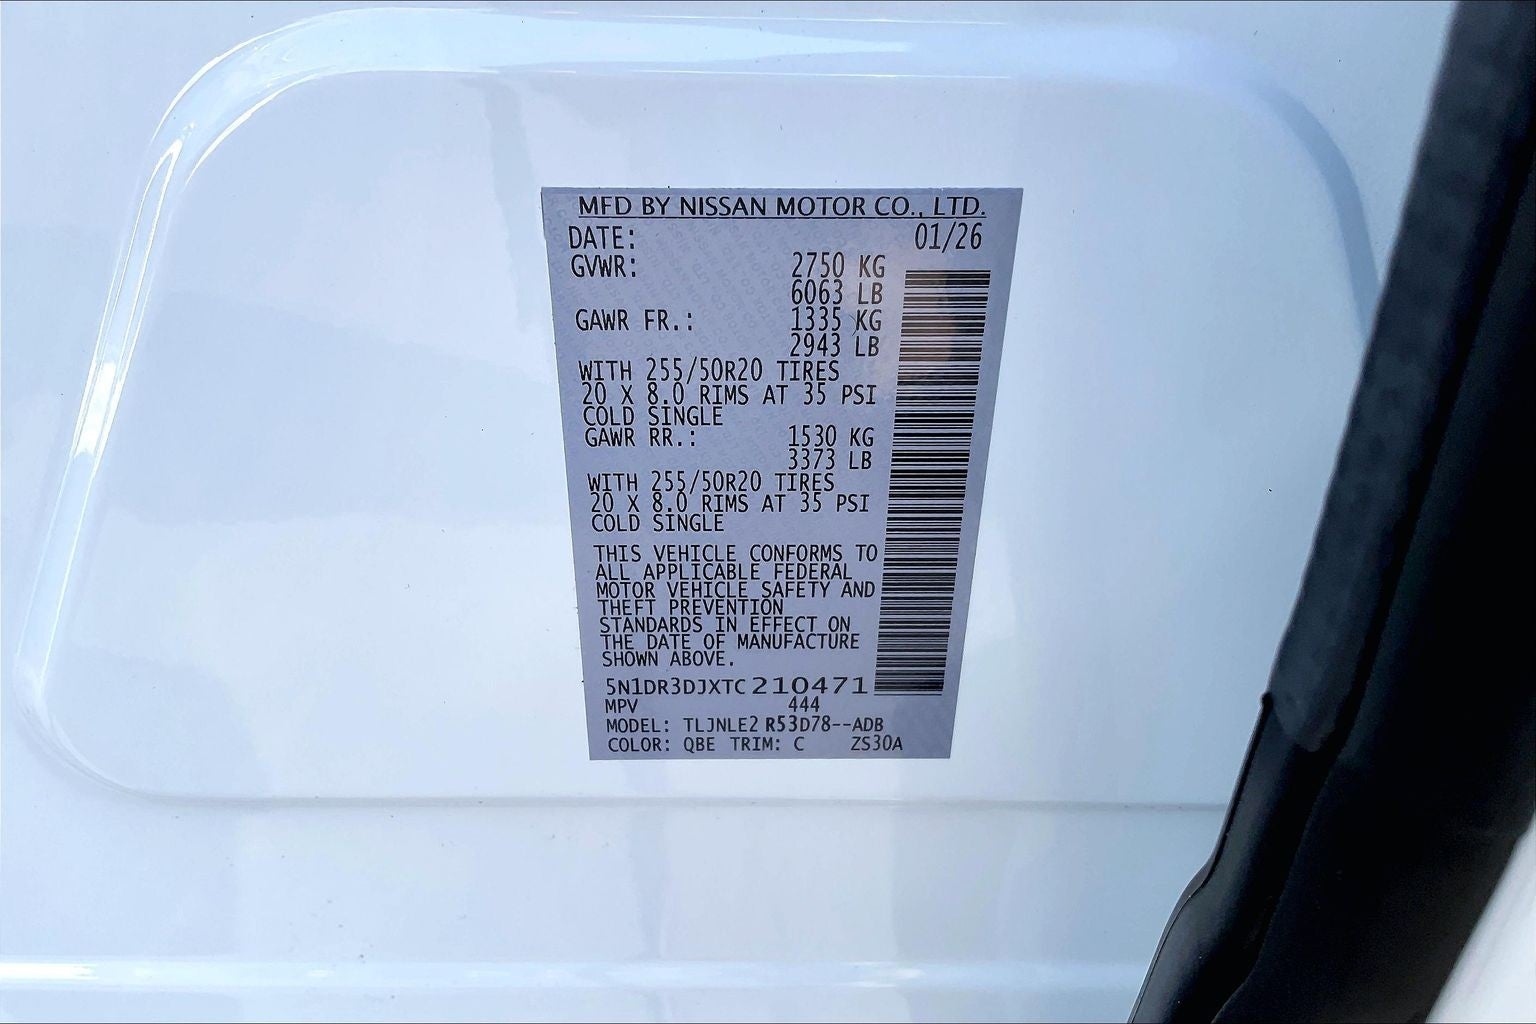 MFD BY NISSAN MOTOR CO., LTD.
DATE: 01/26
GVWR: 2750 KG
6063 LB
GAWR FR.: 1335 KG
2943 LB
WITH 255/50R20 TIRES
20 X 8.0 RIMS AT 35 PSI
COLD SINGLE
GAWR RR.: 1530 KG
3373 LB
WITH 255/50R20 TIRES
20 X 8.0 RIMS AT 35 PSI
COLD SINGLE
THIS VEHICLE CONFORMS TO
ALL APPLICABLE FEDERAL
MOTOR VEHICLE SAFETY AND
THEFT PREVENTION
STANDARDS IN EFFECT ON
THE DATE OF MANUFACTURE
SHOWN ABOVE.
5N1DR3DJXTC210471
MPV 444
MODEL: TLJNLE2 R53D78--ADB
COLOR: QBE TRIM: C ZS30A